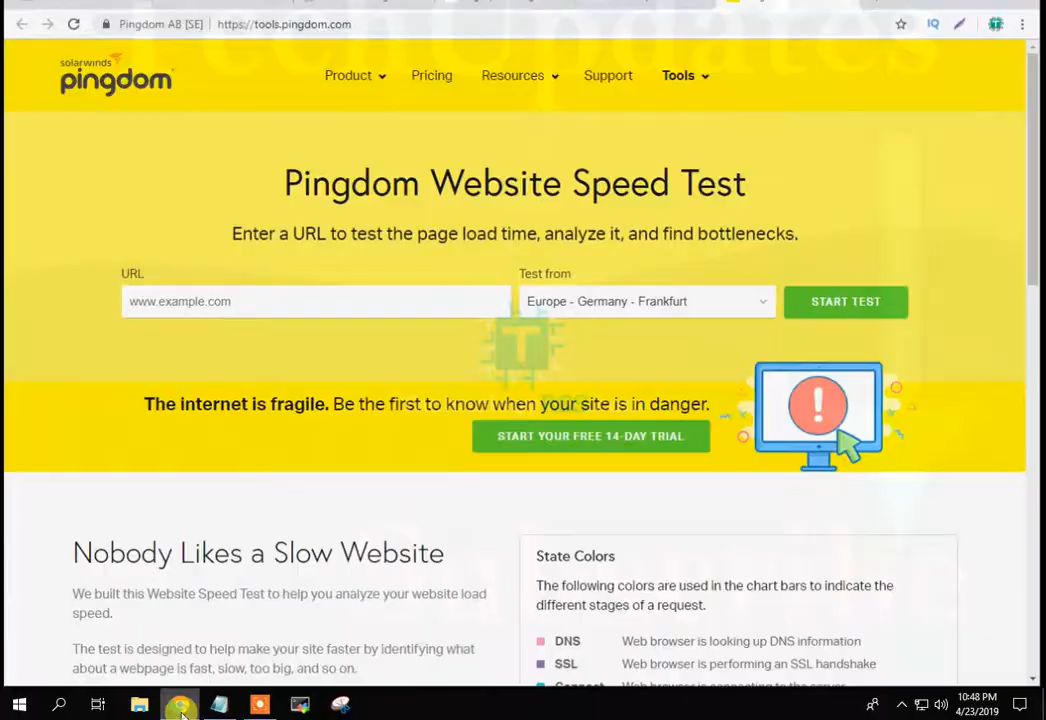 Pingdom AB [SE]
https://tools.pingdom.com
IQ
solarwinds
pingdom
Product
Pricing
Resources
Support
Tools
Pingdom Website Speed Test
Enter a URL to test the page load time, analyze it, and find bottlenecks.
URL
Test from
www.example.com
Europe - Germany - Frankfurt
START TEST
The internet is fragile. Be the first to know when your site is in danger.
START YOUR FREE 14-DAY TRIAL
Nobody Likes a Slow Website
We built this Website Speed Test to help you analyze your website load
speed.
The test is designed to help make your site faster by identifying what
about a webpage is fast, slow, too big, and so on.
State Colors
The following colors are used in the chart bars to indicate the
different stages of a request.
DNS Web browser is looking up DNS information
SSL Web browser is performing an SSL handshake
Connect
10:48 PM
4/23/2019